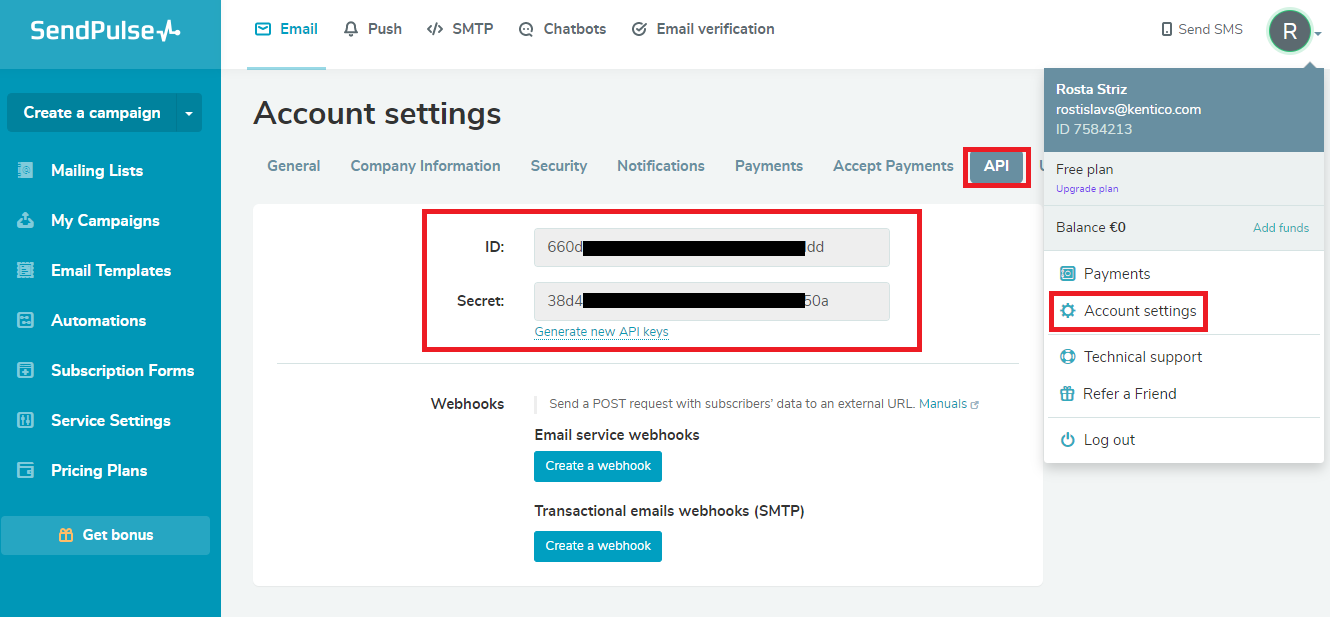 SendPulse
Email
Push
SMTP
Chatbots
Email verification
Send SMS
R
Create a campaign
Mailing Lists
My Campaigns
Email Templates
Automations
Subscription Forms
Service Settings
Pricing Plans
Get bonus
Account settings
General
Company Information
Security
Notifications
Payments
Accept Payments
API
ID:
660d
dd
Secret:
38d4
50a
Generate new API keys
Webhooks
Send a POST request with subscribers' data to an external URL. Manuals
Email service webhooks
Create a webhook
Transactional emails webhooks (SMTP)
Create a webhook
Rosta Striz
rostislavs@kentico.com
ID 7584213
Free plan
Upgrade plan
Balance €0
Add funds
Payments
Account settings
Technical support
Refer a Friend
Log out